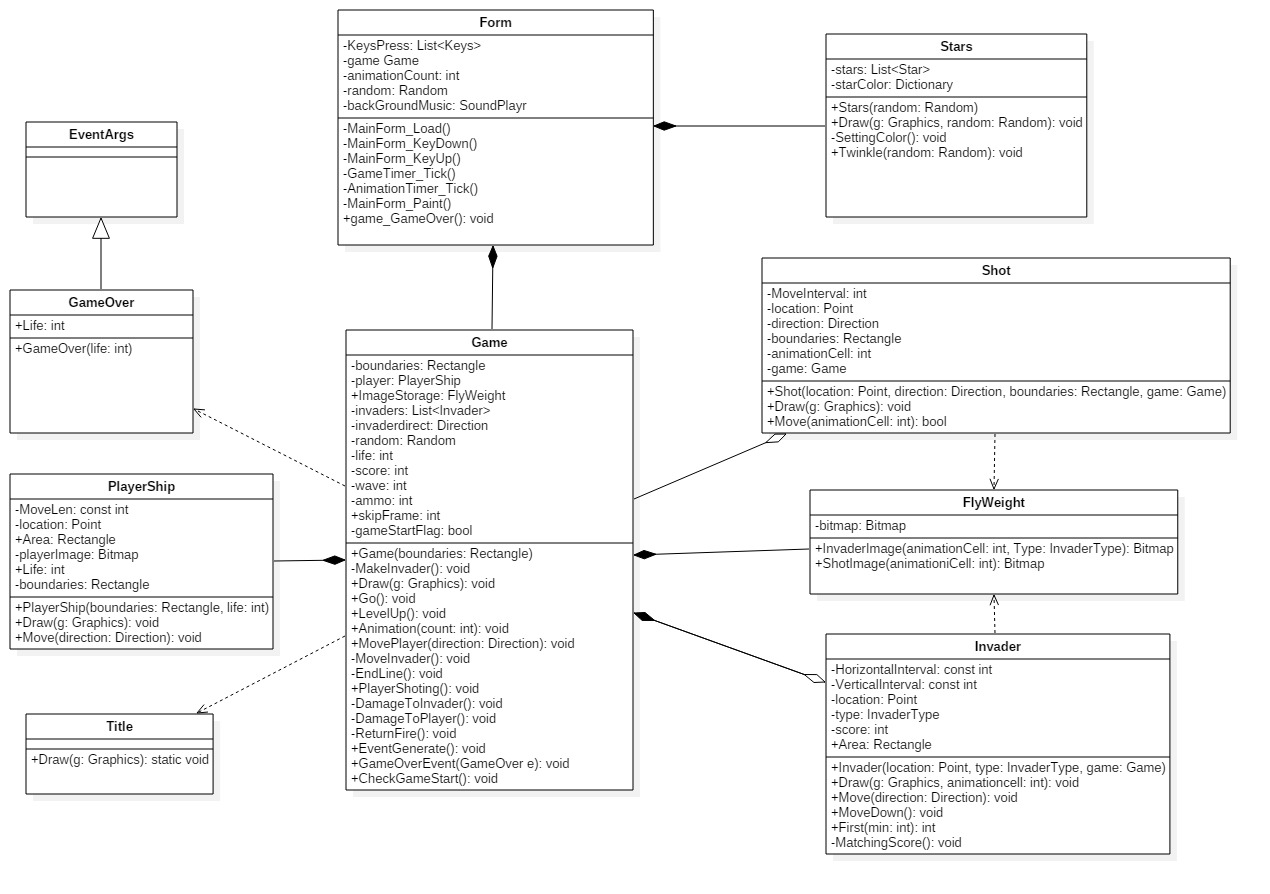 Form
-KeysPress: List<Keys>
-game Game
-animationCount: int
-random: Random
-backGroundMusic: SoundPlayr
-MainForm_Load()
-MainForm_KeyDown()
-MainForm_KeyUp()
-GameTimer_Tick()
-AnimationTimer_Tick()
-MainForm_Paint()
+game_GameOver(): void
Stars
-stars: List<Star>
-starColor: Dictionary
+Stars(random: Random)
+Draw(g: Graphics, random: Random): void
-SettingColor(): void
+Twinkle(random: Random): void
EventArgs
GameOver
+Life: int
+GameOver(life: int)
Shot
-MoveInterval: int
-location: Point
-direction: Direction
-boundaries: Rectangle
-animationCell: int
-game: Game
+Shot(location: Point, direction: Direction, boundaries: Rectangle, game: Game)
+Draw(g: Graphics): void
+Move(animationCell: int): bool
Game
-boundaries: Rectangle
-player: PlayerShip
+ImageStorage: FlyWeight
-invaders: List<Invader>
-invaderdirect: Direction
-random: Random
-life: int
-score: int
-wave: int
-ammo: int
+skipFrame: int
-gameStartFlag: bool
+Game(boundaries: Rectangle)
-MakeInvader(): void
+Draw(g: Graphics): void
+Go(): void
+LevelUp(): void
+Animation(count: int): void
+MovePlayer(direction: Direction): void
-MoveInvader(): void
-EndLine(): void
+PlayerShoting(): void
-DamageToInvader(): void
-DamageToPlayer(): void
-ReturnFire(): void
+EventGenerate(): void
+GameOverEvent(GameOver e): void
+CheckGameStart(): void
PlayerShip
-MoveLen: const int
-location: Point
+Area: Rectangle
-playerImage: Bitmap
+Life: int
-boundaries: Rectangle
+PlayerShip(boundaries: Rectangle, life: int)
+Draw(g: Graphics): void
+Move(direction: Direction): void
FlyWeight
-bitmap: Bitmap
+InvaderImage(animationCell: int, Type: InvaderType): Bitmap
+ShotImage(animationiCell: int): Bitmap
Invader
-HorizontalInterval: const int
-VerticalInterval: const int
-location: Point
-type: InvaderType
-score: int
+Area: Rectangle
+Invader(location: Point, type: InvaderType, game: Game)
+Draw(g: Graphics, animationcell: int): void
+Move(direction: Direction): void
+MoveDown(): void
+First(min: int): int
-MatchingScore(): void
Title
+Draw(g: Graphics): static void